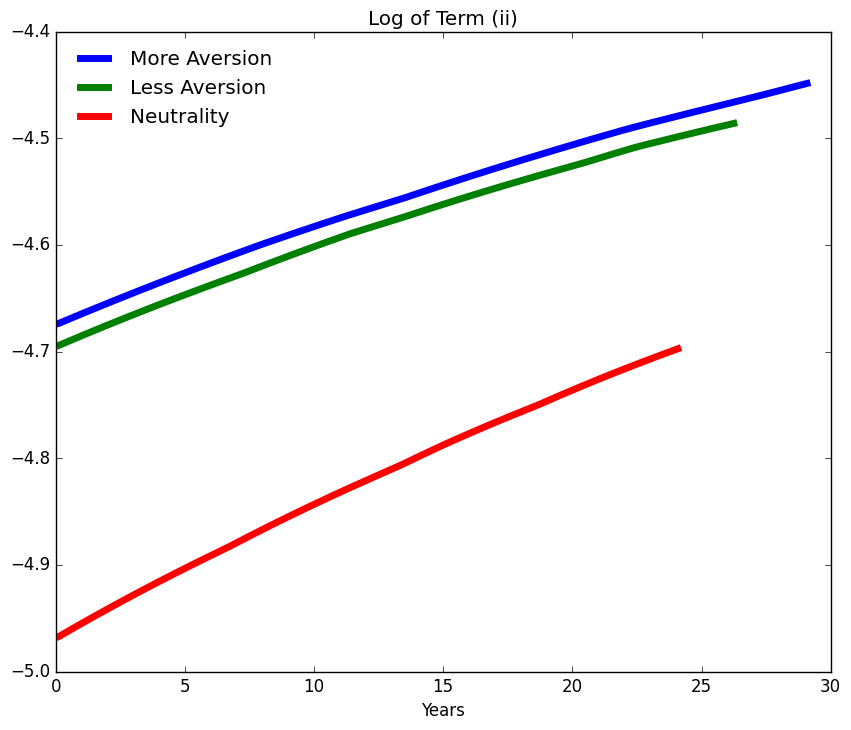 Log of Term (ii)
−4.4
More Aversion
Less Aversion
Neutrality
−4.5
−4.6
−4.7
−4.8
−4.9
−5.0
0 5 10 15 20 25 30
Years